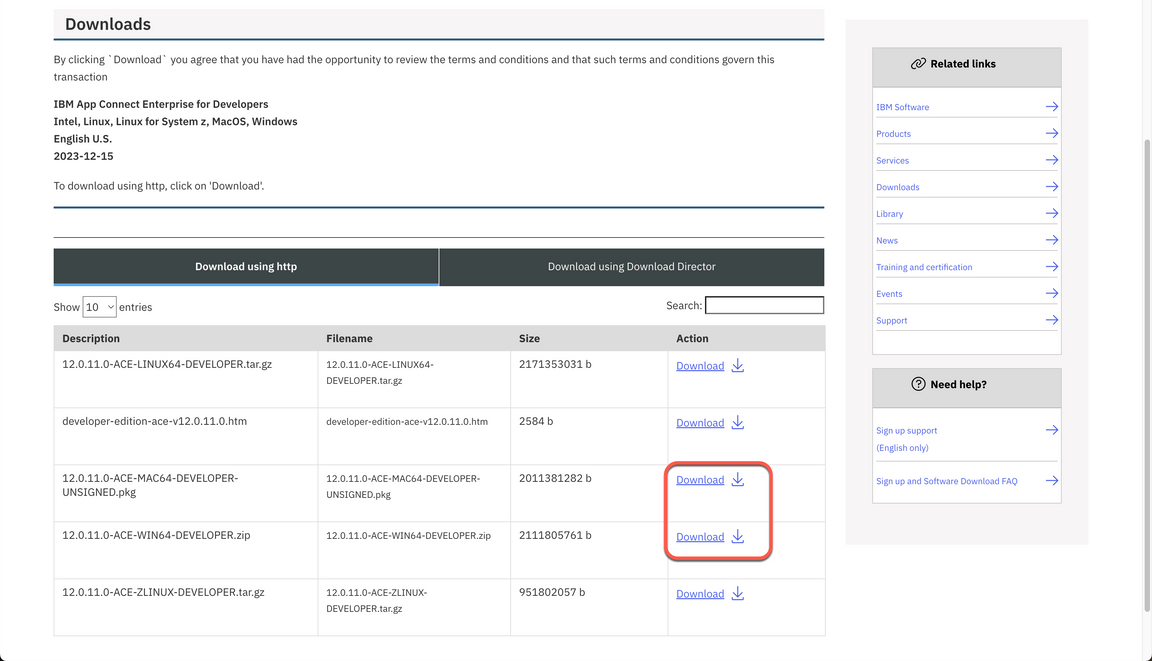 Downloads
By clicking `Download` you agree that you have had the opportunity to review the terms and conditions and that such terms and conditions govern this
transaction
IBM App Connect Enterprise for Developers
Intel, Linux, Linux for System z, MacOS, Windows
English U.S.
2023-12-15
To download using http, click on 'Download'.
Download using http
Download using Download Director
Show 10 entries
Search:
Description Filename Size Action
12.0.11.0-ACE-LINUX64-DEVELOPER.tar.gz
12.0.11.0-ACE-LINUX64-
DEVELOPER.tar.gz
2171353031 b
Download
developer-edition-ace-v12.0.11.0.htm
developer-edition-ace-v12.0.11.0.htm
2584 b
Download
12.0.11.0-ACE-MAC64-DEVELOPER-
UNSIGNED.pkg
12.0.11.0-ACE-MAC64-DEVELOPER-
UNSIGNED.pkg
2011381282 b
Download
12.0.11.0-ACE-WIN64-DEVELOPER.zip
12.0.11.0-ACE-WIN64-DEVELOPER.zip
2111805761 b
Download
12.0.11.0-ACE-ZLINUX-DEVELOPER.tar.gz
12.0.11.0-ACE-ZLINUX-
DEVELOPER.tar.gz
951802057 b
Download
Related links
IBM Software
Products
Services
Downloads
Library
News
Training and certification
Events
Support
Need help?
Sign up support
(English only)
Sign up and Software Download FAQ